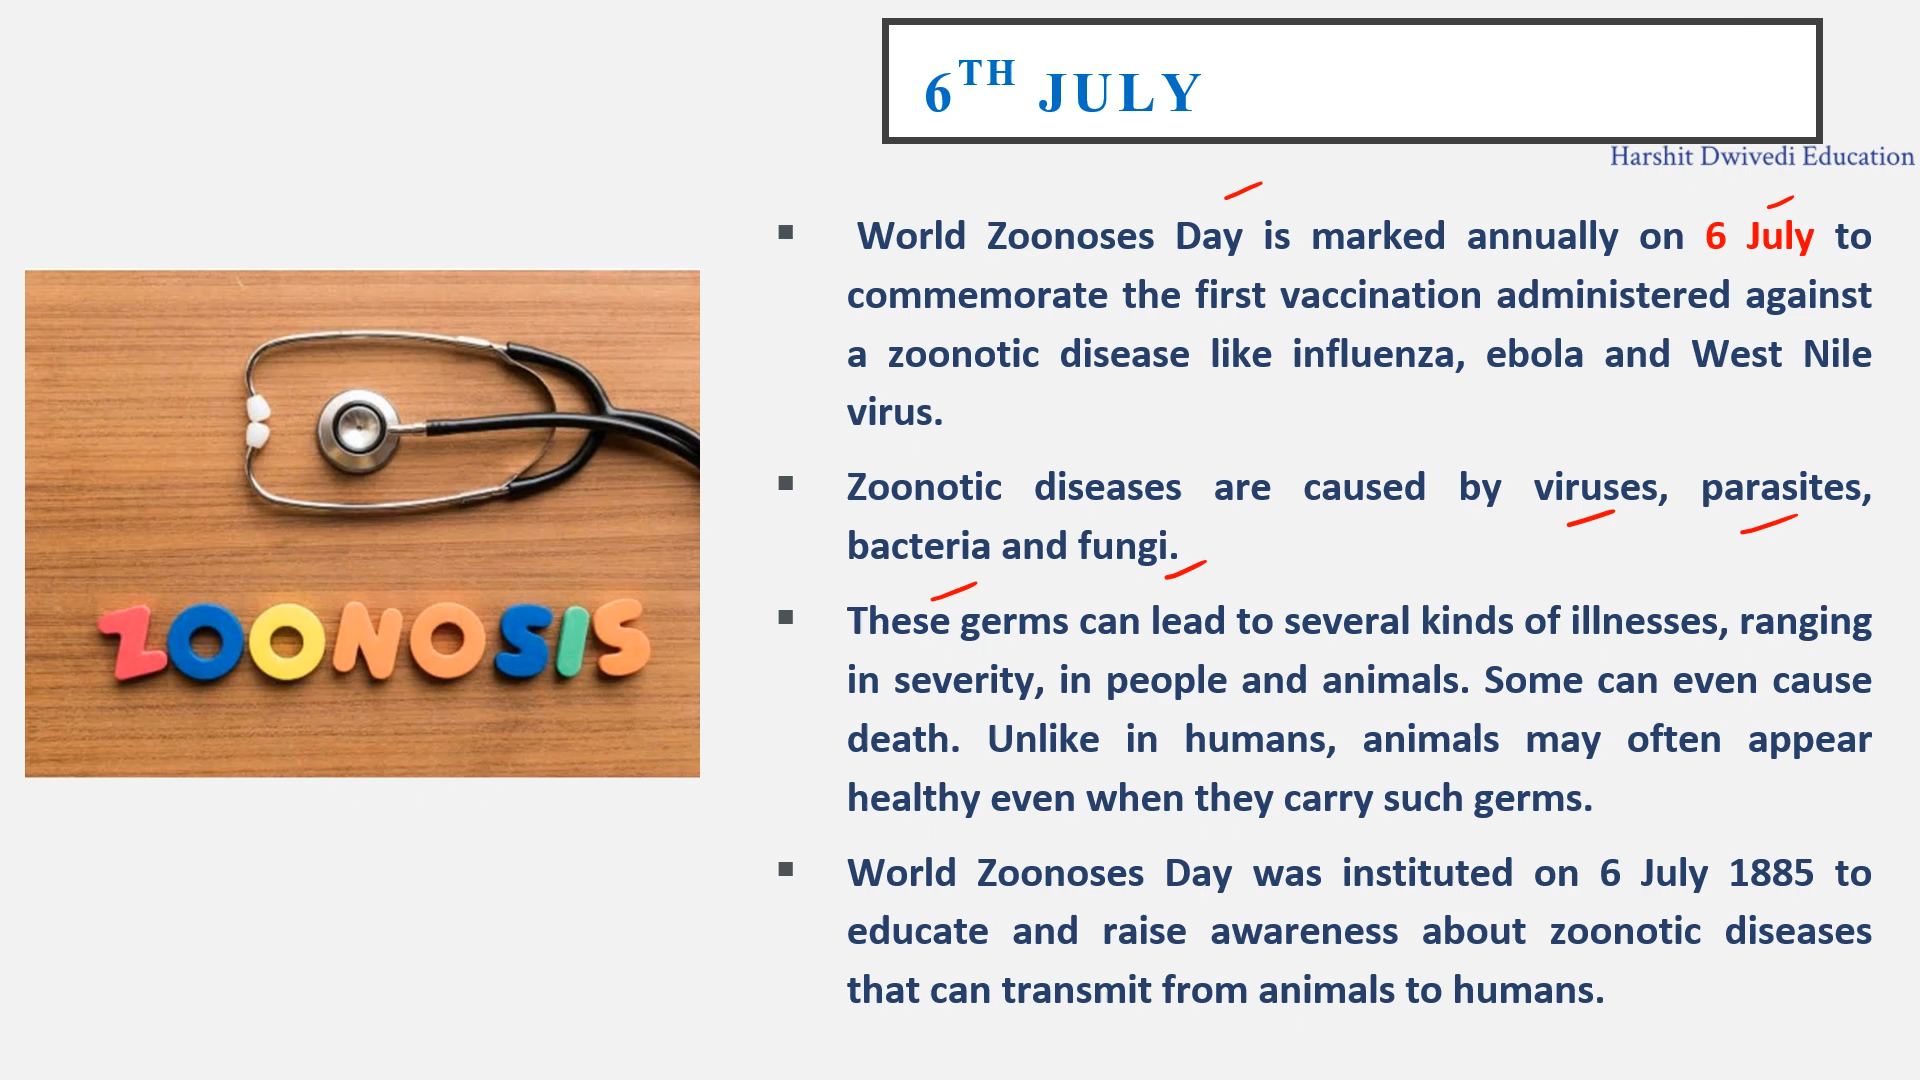 6TH JULY
Harshit Dwivedi Education
World Zoonoses Day is marked annually on 6 July to
commemorate the first vaccination administered against
a zoonotic disease like influenza, ebola and West Nile
virus.
Zoonotic diseases are caused by viruses, parasites,
bacteria and fungi.
These germs can lead to several kinds of illnesses, ranging
in severity, in people and animals. Some can even cause
death. Unlike in humans, animals may often appear
healthy even when they carry such germs.
World Zoonoses Day was instituted on 6 July 1885 to
educate and raise awareness about zoonotic diseases
that can transmit from animals to humans.
ZOONOSIS